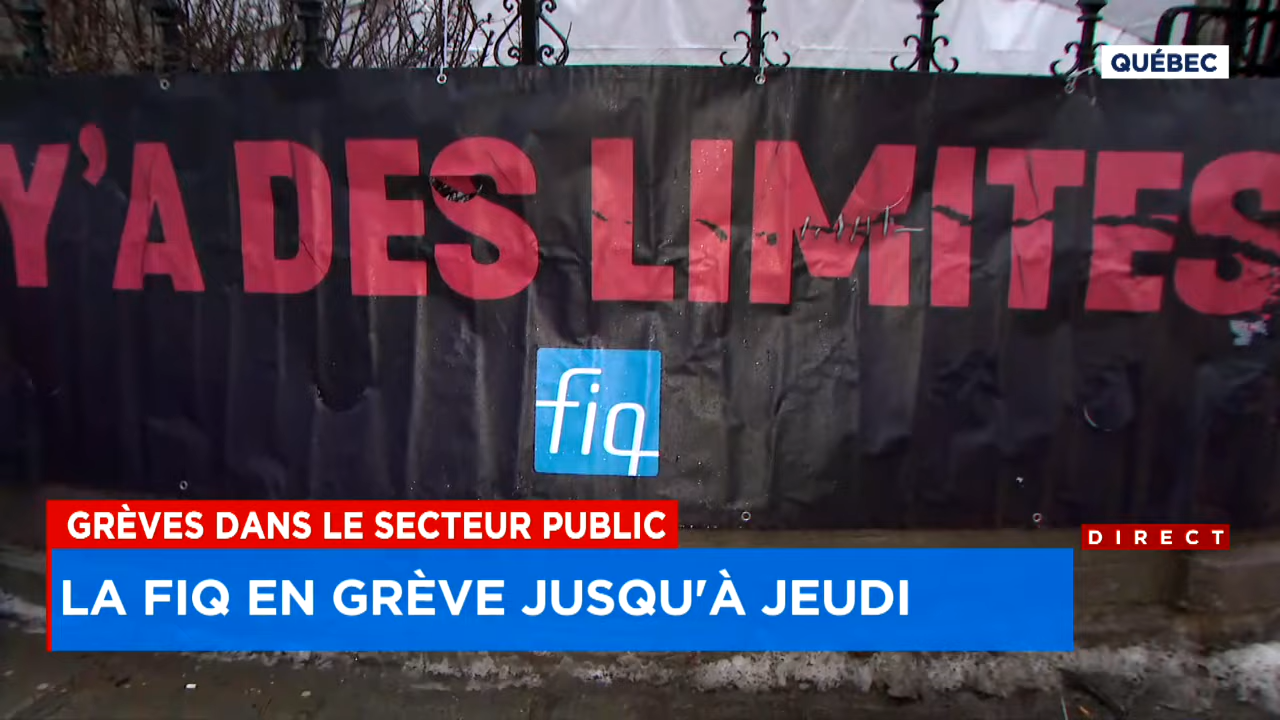 QUÉBEC
Y'A DES LIMITES
fiq
GRÈVES DANS LE SECTEUR PUBLIC
DIRECT
LA FIQ EN GRÈVE JUSQU'À JEUDI